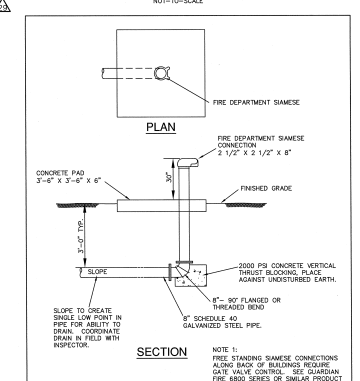 NOT-TO-SCALE
29
FIRE DEPARTMENT SIAMESE
PLAN
FIRE DEPARTMENT SIAMESE
CONNECTION
2 1/2" X 2 1/2" X 8"
CONCRETE PAD
3'-6" X 3'-6" X 6"
30"
FINISHED GRADE
3'-0" TYP.
SLOPE
2000 PSI CONCRETE VERTICAL
THRUST BLOCKING, PLACE
AGAINST UNDISTURBED EARTH.
8"- 90° FLANGED OR
THREADED BEND
8" SCHEDULE 40
GALVANIZED STEEL PIPE.
SLOPE TO CREATE
SINGLE LOW POINT IN
PIPE FOR ABILITY TO
DRAIN. COORDINATE
DRAIN IN FIELD WITH
INSPECTOR.
SECTION
NOTE 1:
FREE STANDING SIAMESE CONNECTIONS
ALONG BACK OF BUILDINGS REQUIRE
GATE VALVE CONTROL. SEE GUARDIAN
FIRE 6800 SERIES OR SIMILAR PRODUCT